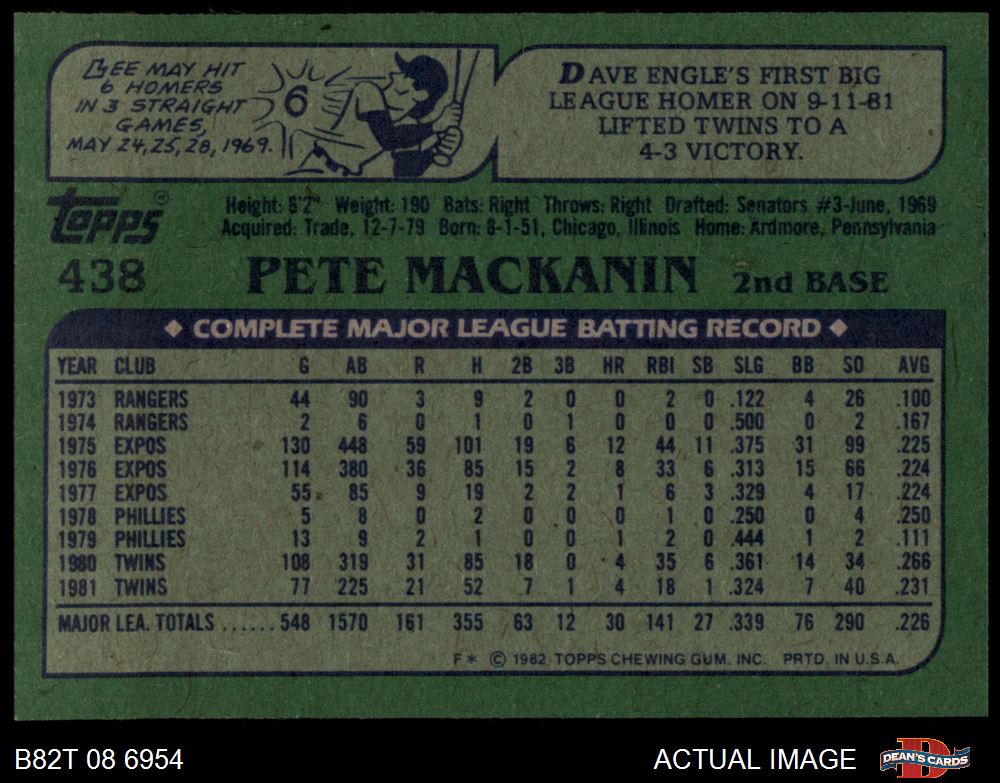 LEE MAY HIT
6 HOMERS
IN 3 STRAIGHT
GAMES,
MAY 24,25,28, 1969.
6
DAVE ENGLE'S FIRST BIG
LEAGUE HOMER ON 9-11-81
LIFTED TWINS TO A
4-3 VICTORY.
Topps®
Height: 6'2" Weight: 190 Bats: Right Throws: Right Drafted: Senators #3-June, 1969
Acquired: Trade, 12-7-79 Born: 8-1-51, Chicago, Illinois Home: Ardmore, Pennsylvania
438 PETE MACKANIN 2nd BASE
◆ COMPLETE MAJOR LEAGUE BATTING RECORD ◆
YEAR CLUB G AB R H 2B 3B HR RBI SB SLG BB SO AVG
1973 RANGERS 44 90 3 9 2 0 0 2 0 .122 4 26 .100
1974 RANGERS 2 6 0 1 0 1 0 0 0 .500 0 2 .167
1975 EXPOS 130 448 59 101 19 6 12 44 11 .375 31 99 .225
1976 EXPOS 114 380 36 85 15 2 8 33 6 .313 15 66 .224
1977 EXPOS 55 85 9 19 2 2 1 6 3 .329 4 17 .224
1978 PHILLIES 5 8 0 2 0 0 0 1 0 .250 0 4 .250
1979 PHILLIES 13 9 2 1 0 0 1 2 0 .444 1 2 .111
1980 TWINS 108 319 31 85 18 0 4 35 6 .361 14 34 .266
1981 TWINS 77 225 21 52 7 1 4 18 1 .324 7 40 .231
MAJOR LEA. TOTALS ......548 1570 161 355 63 12 30 141 27 .339 76 290 .226
F* © 1982 TOPPS CHEWING GUM, INC. PRTD. IN U.S.A.
B82T 08 6954
ACTUAL IMAGE
DEAN'S CARDS